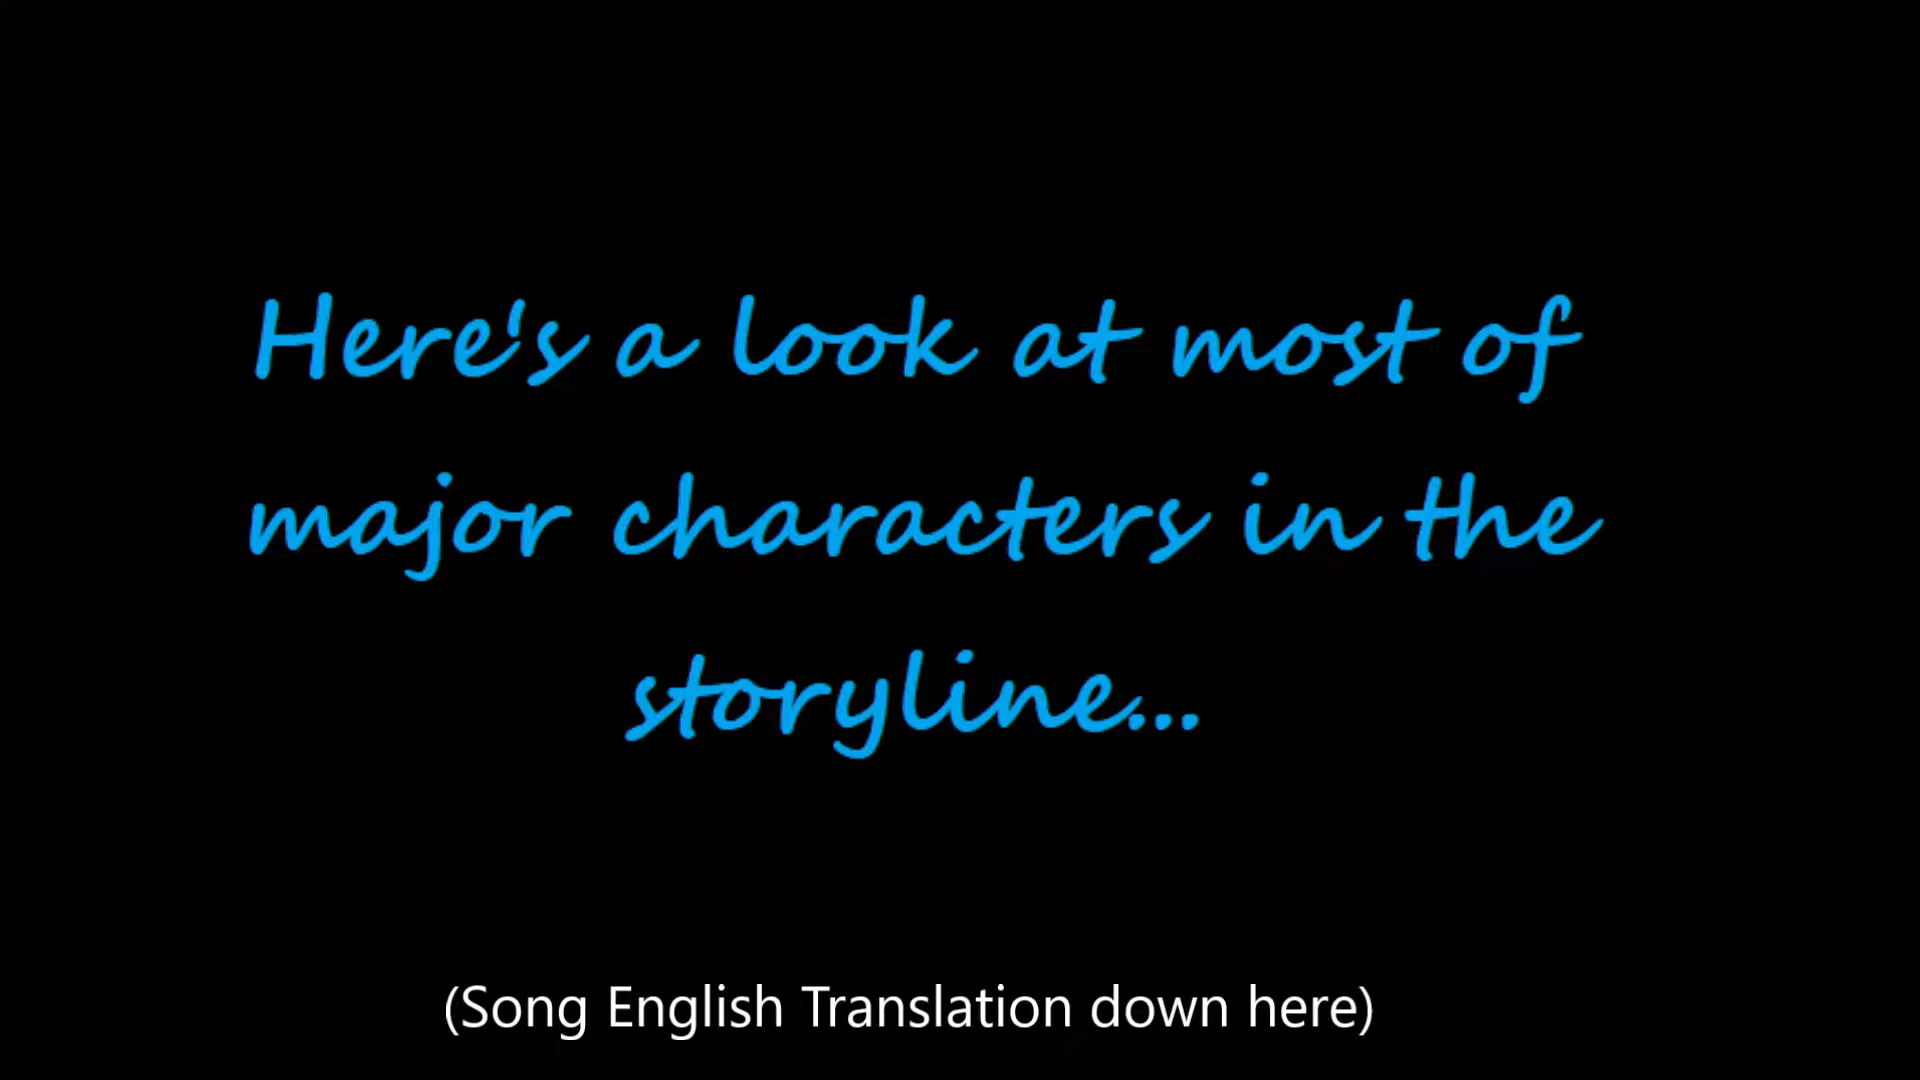 Here's a look at most of
major characters in the
storyline...
(Song English Translation down here)